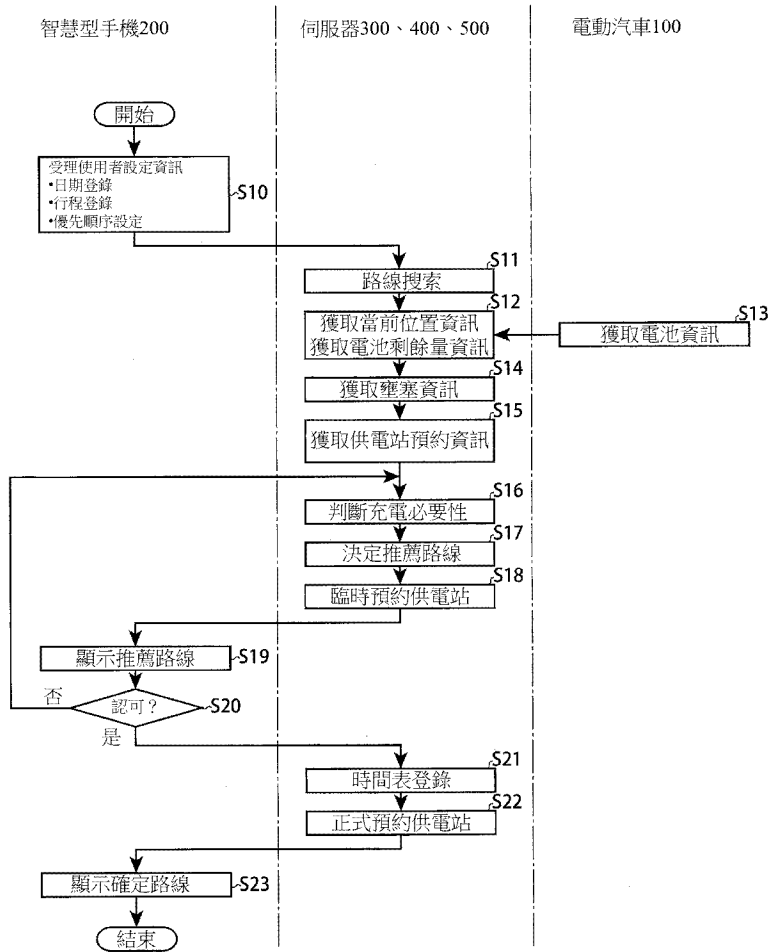 智慧型手機200
伺服器300、400、500
電動汽車100
開始
受理使用者設定資訊
•日期登錄
•行程登錄
•優先順序設定
S10
S11
路線搜索
S12
獲取當前位置資訊
獲取電池剩餘量資訊
S13
獲取電池資訊
S14
獲取壅塞資訊
S15
獲取供電站預約資訊
S16
判斷充電必要性
S17
決定推薦路線
S18
臨時預約供電站
顯示推薦路線
S19
否
認可？
S20
是
S21
時間表登錄
S22
正式預約供電站
顯示確定路線
S23
結束